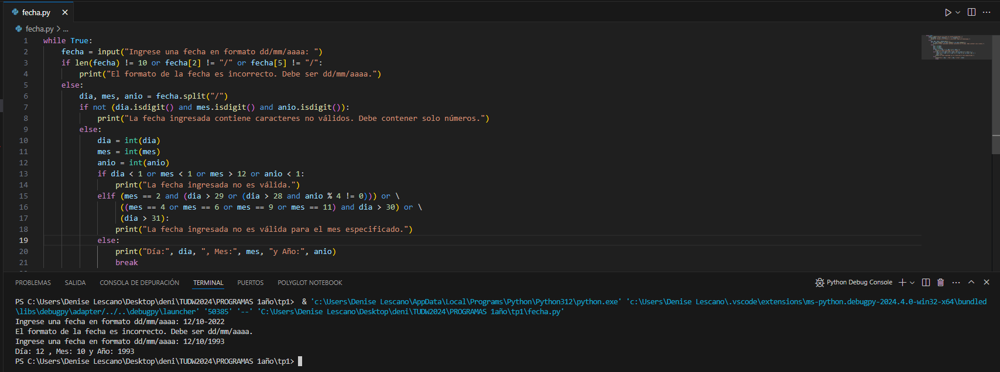 fecha.py
fecha.py > ...
1 while True:
2     fecha = input("Ingrese una fecha en formato dd/mm/aaaa: ")
3     if len(fecha) != 10 or fecha[2] != "/" or fecha[5] != "/":
4         print("El formato de la fecha es incorrecto. Debe ser dd/mm/aaaa.")
5     else:
6         dia, mes, anio = fecha.split("/")
7         if not (dia.isdigit() and mes.isdigit() and anio.isdigit()):
8             print("La fecha ingresada contiene caracteres no válidos. Debe contener solo números.")
9         else:
10             dia = int(dia)
11             mes = int(mes)
12             anio = int(anio)
13             if dia < 1 or mes < 1 or mes > 12 or anio < 1:
14                 print("La fecha ingresada no es válida.")
15             elif (mes == 2 and (dia > 29 or (dia > 28 and anio % 4 != 0))) or \
16                  ((mes == 4 or mes == 6 or mes == 9 or mes == 11) and dia > 30) or \
17                  (dia > 31):
18                 print("La fecha ingresada no es válida para el mes especificado.")
19             else:
20                 print("Día:", dia, ", Mes:", mes, "y Año:", anio)
21                 break
PROBLEMAS SALIDA CONSOLA DE DEPURACIÓN TERMINAL PUERTOS POLYGLOT NOTEBOOK Python Debug Console
PS C:\Users\Denise Lescano\Desktop\deni\TUDW2024\PROGRAMAS 1año\tp1> & 'c:\Users\Denise Lescano\AppData\Local\Programs\Python\Python312\python.exe' 'c:\Users\Denise Lescano\.vscode\extensions\ms-python.debugpy-2024.4.0-win32-x64\bundled
\libs\debugpy\adapter/../..\debugpy\launcher' '50385' '--' 'C:\Users\Denise Lescano\Desktop\deni\TUDW2024\PROGRAMAS 1año\tp1\fecha.py'
Ingrese una fecha en formato dd/mm/aaaa: 12/10-2022
El formato de la fecha es incorrecto. Debe ser dd/mm/aaaa.
Ingrese una fecha en formato dd/mm/aaaa: 12/10/1993
Día: 12 , Mes: 10 y Año: 1993
PS C:\Users\Denise Lescano\Desktop\deni\TUDW2024\PROGRAMAS 1año\tp1>